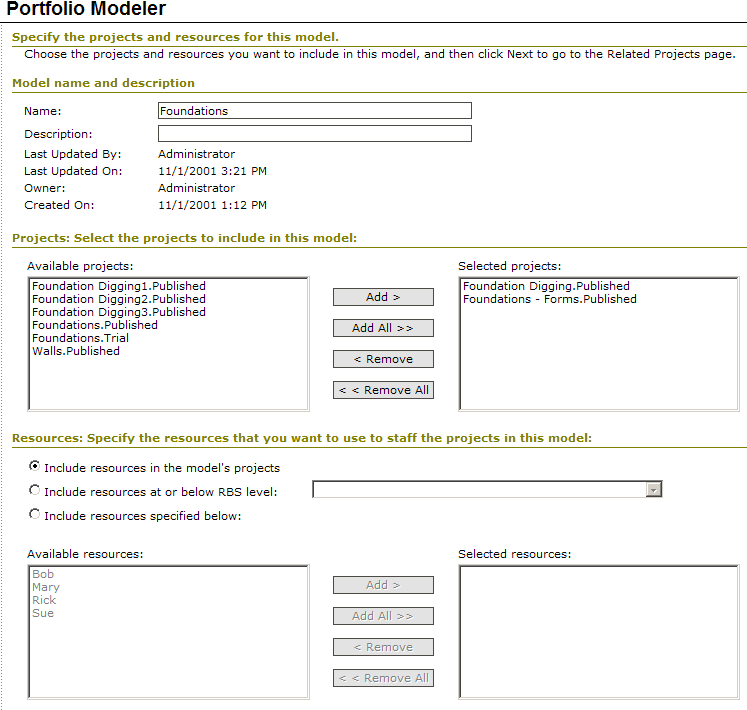 Portfolio Modeler
Specify the projects and resources for this model.
Choose the projects and resources you want to include in this model, and then click Next to go to the Related Projects page.
Model name and description
Name: Foundations
Description:
Last Updated By: Administrator
Last Updated On: 11/1/2001 3:21 PM
Owner: Administrator
Created On: 11/1/2001 1:12 PM
Projects: Select the projects to include in this model:
Available projects: Selected projects:
Foundation Digging1.Published Foundation Digging.Published
Foundation Digging2.Published Add > Foundations - Forms.Published
Foundation Digging3.Published
Foundations.Published Add All >>
Foundations.Trial
Walls.Published < Remove
< < Remove All
Resources: Specify the resources that you want to use to staff the projects in this model:
Include resources in the model's projects
Include resources at or below RBS level:
Include resources specified below:
Available resources: Selected resources:
Bob
Mary Add >
Rick
Sue Add All >>
< Remove
< < Remove All